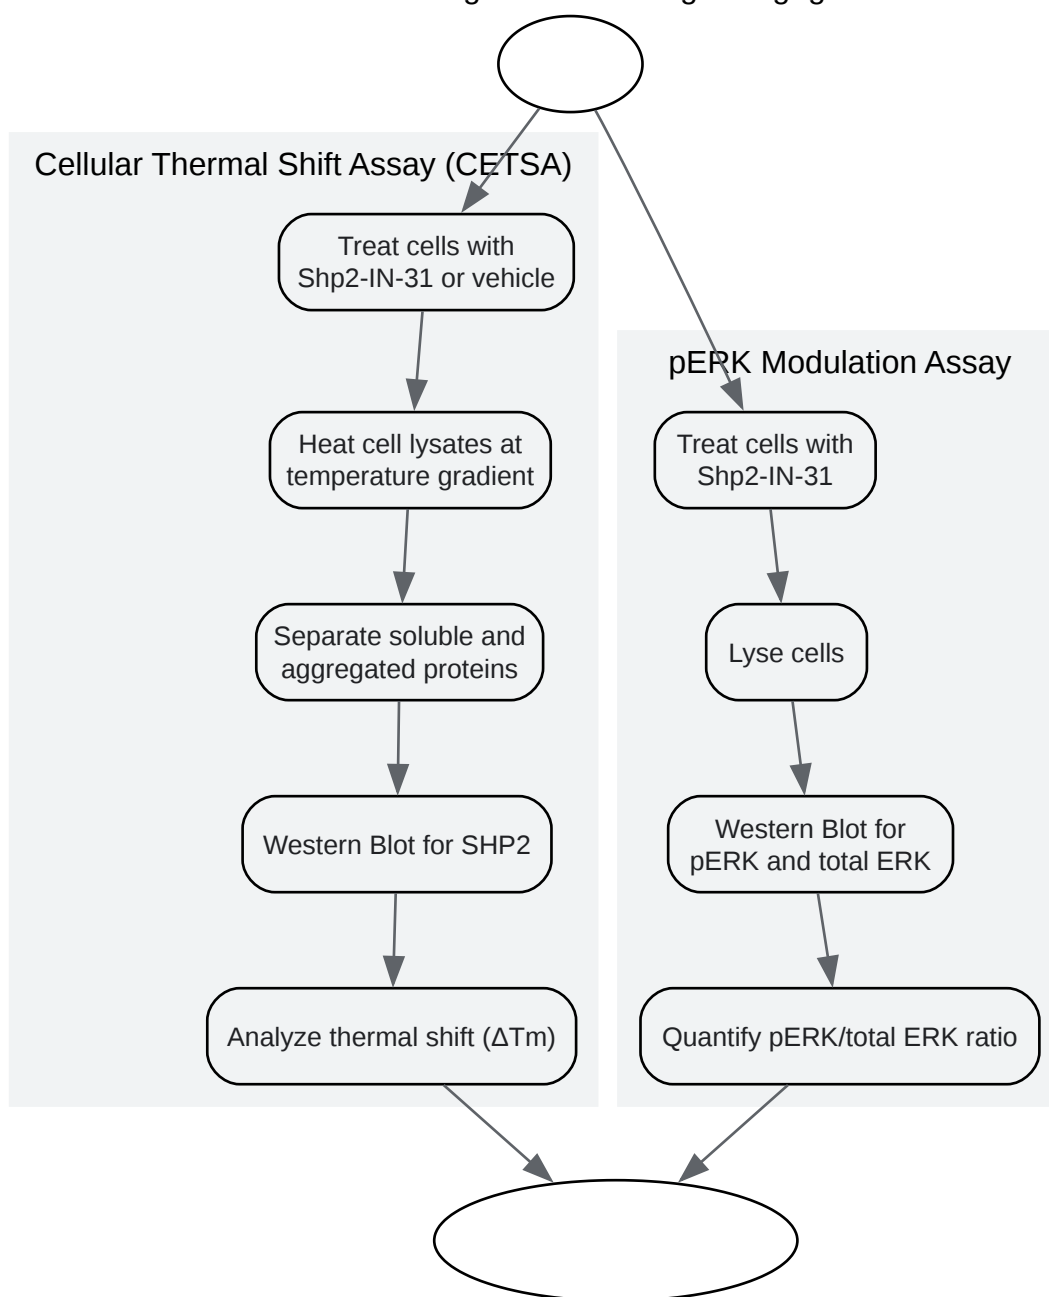 Cellular Thermal Shift Assay (CETSA)
Treat cells with
Shp2-IN-31 or vehicle
Heat cell lysates at
temperature gradient
Separate soluble and
aggregated proteins
Western Blot for SHP2
Analyze thermal shift (ΔTm)
pERK Modulation Assay
Treat cells with
Shp2-IN-31
Lyse cells
Western Blot for
pERK and total ERK
Quantify pERK/total ERK ratio